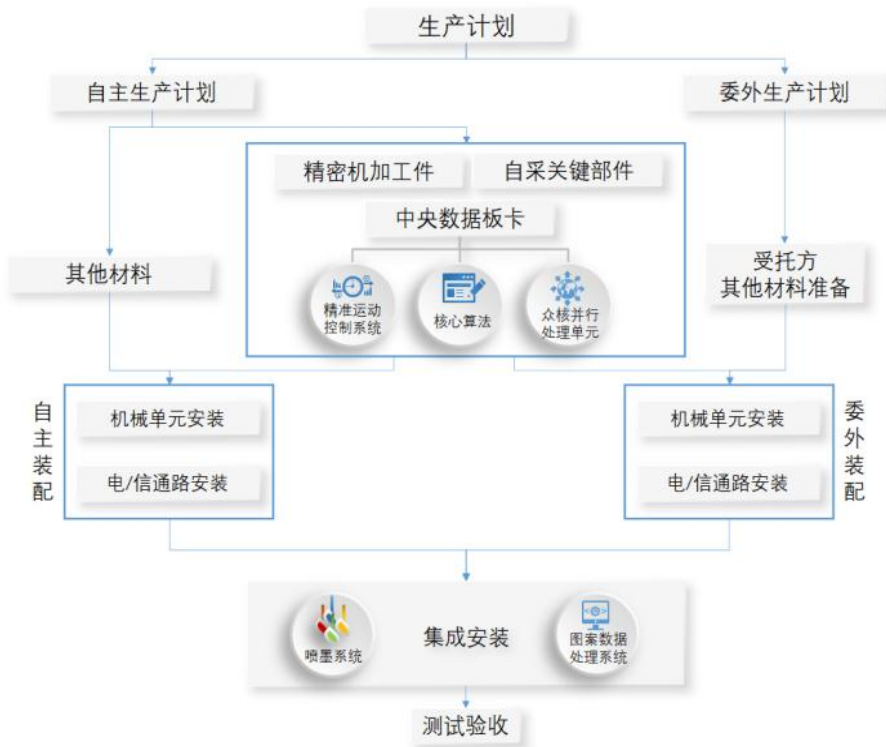 生产计划
自主生产计划
委外生产计划
精密机加工件
自采关键部件
中央数据板卡
其他材料
精准运动
控制系统
核心算法
众核并行
处理单元
受托方
其他材料准备
自主装配
机械单元安装
电/信通路安装
机械单元安装
电/信通路安装
委外装配
喷墨系统
集成安装
图案数据
处理系统
测试验收